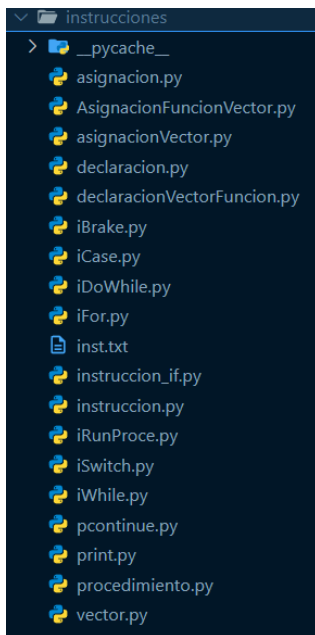 instrucciones
__pycache__
asignacion.py
AsignacionFuncionVector.py
asignacionVector.py
declaracion.py
declaracionVectorFuncion.py
iBrake.py
iCase.py
iDoWhile.py
iFor.py
inst.txt
instruccion_if.py
instruccion.py
iRunProce.py
iSwitch.py
iWhile.py
pcontinue.py
print.py
procedimiento.py
vector.py